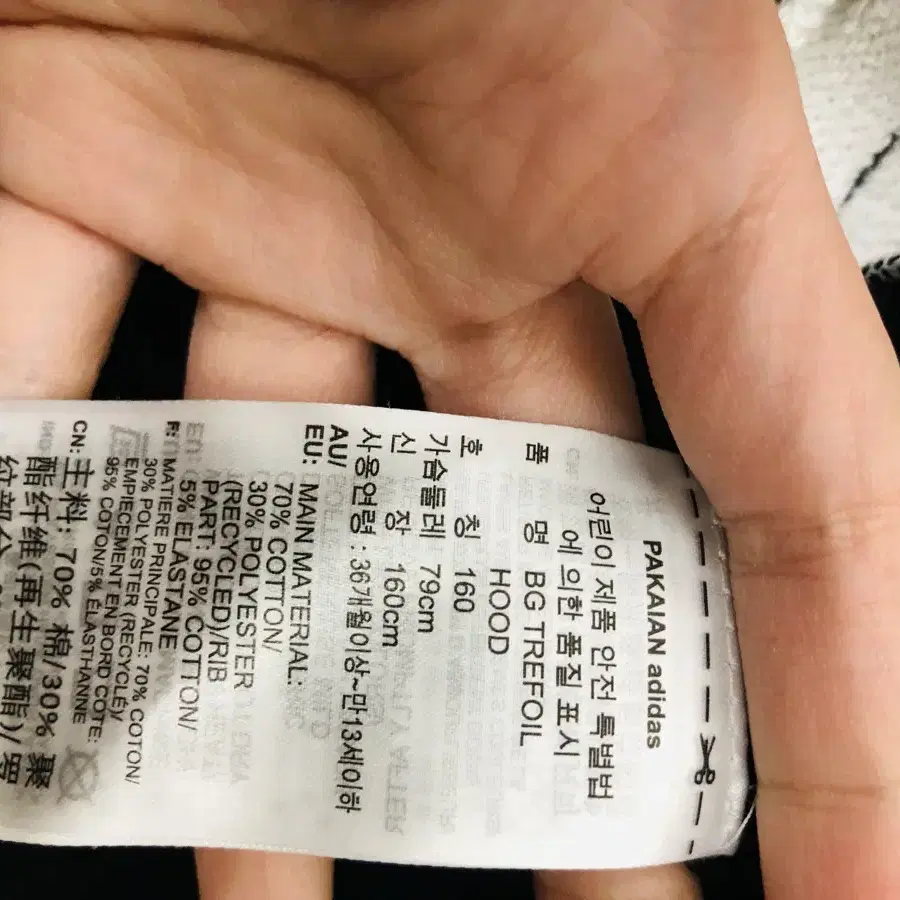 PAKAIAN adidas
어린이 제품 안전 특별법
에 의한 품질 표시
품 명 BG TREFOIL
HOOD
호 칭 160
가슴둘레 79cm
신 장 160cm
사용연령 : 36개월이상~만13세이하
AU/
EU: MAIN MATERIAL:
70% COTTON/
30% POLYESTER
(RECYCLED)/RIB
PART: 95% COTTON/
5% ELASTANE
F: MATIERE PRINCIPALE: 70% COTON/
30% POLYESTER (RECYCLÉ)/
EMPIECEMENT EN BORD COTE:
95% COTON/5% ÉLASTHANNE
CN: 主料: 70% 棉/30% 聚
酯纤维(再生聚酯)/ 罗
纹部分